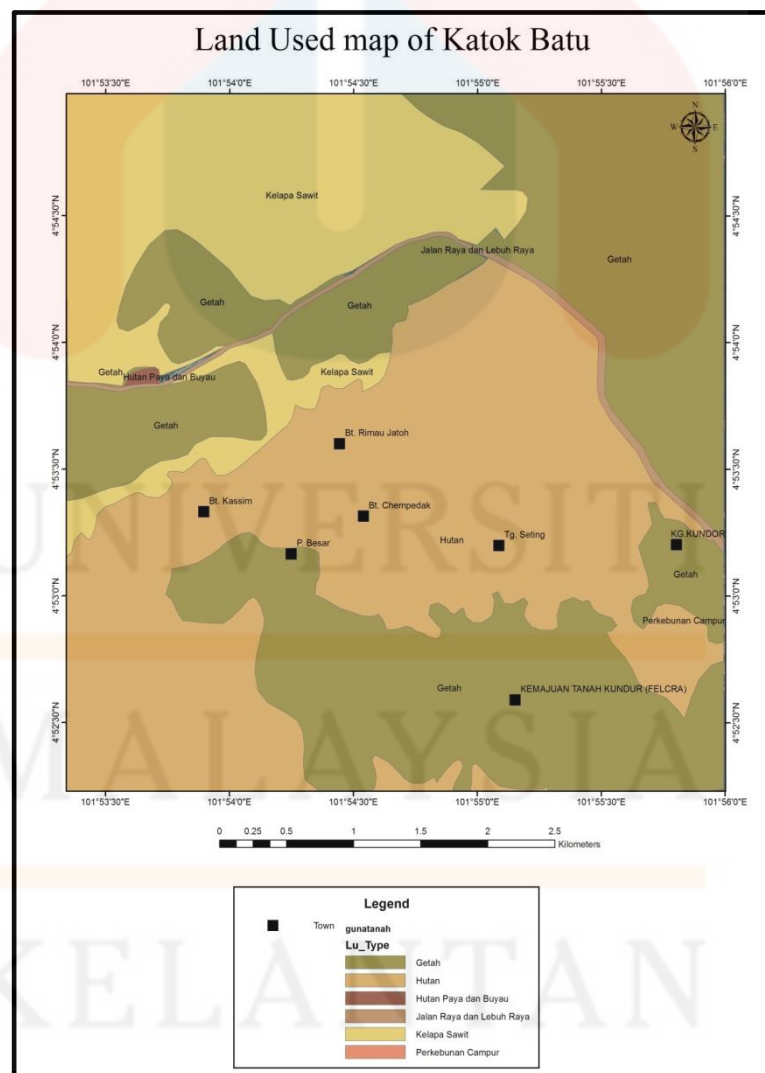 Land Used map of Katok Batu
101°53'30"E 101°54'0"E 101°54'30"E 101°55'0"E 101°55'30"E 101°56'0"E
N
W E
S
4°54'30"N 4°54'30"N
Kelapa Sawit
Jalan Raya dan Lebuh Raya
Getah
Getah
Getah
4°54'0"N 4°54'0"N
Getah
Hutan Paya dan Buyau
Kelapa Sawit
Getah
Bt. Rimau Jatoh
4°53'30"N 4°53'30"N
Bt. Kassim
Bt. Chempedak
P. Besar
Hutan
Tg. Seting
KG.KUNDOR
Getah
4°53'0"N 4°53'0"N
Perkebunan Campur
Getah
KEMAJUAN TANAH KUNDUR (FELCRA)
4°52'30"N 4°52'30"N
101°53'30"E 101°54'0"E 101°54'30"E 101°55'0"E 101°55'30"E 101°56'0"E
0 0.25 0.5 1 1.5 2 2.5
Kilometers
Legend
Town
gunatanah
Lu_Type
Getah
Hutan
Hutan Paya dan Buyau
Jalan Raya dan Lebuh Raya
Kelapa Sawit
Perkebunan Campur
UNIVERSITI
MALAYSIA
KELANTAN